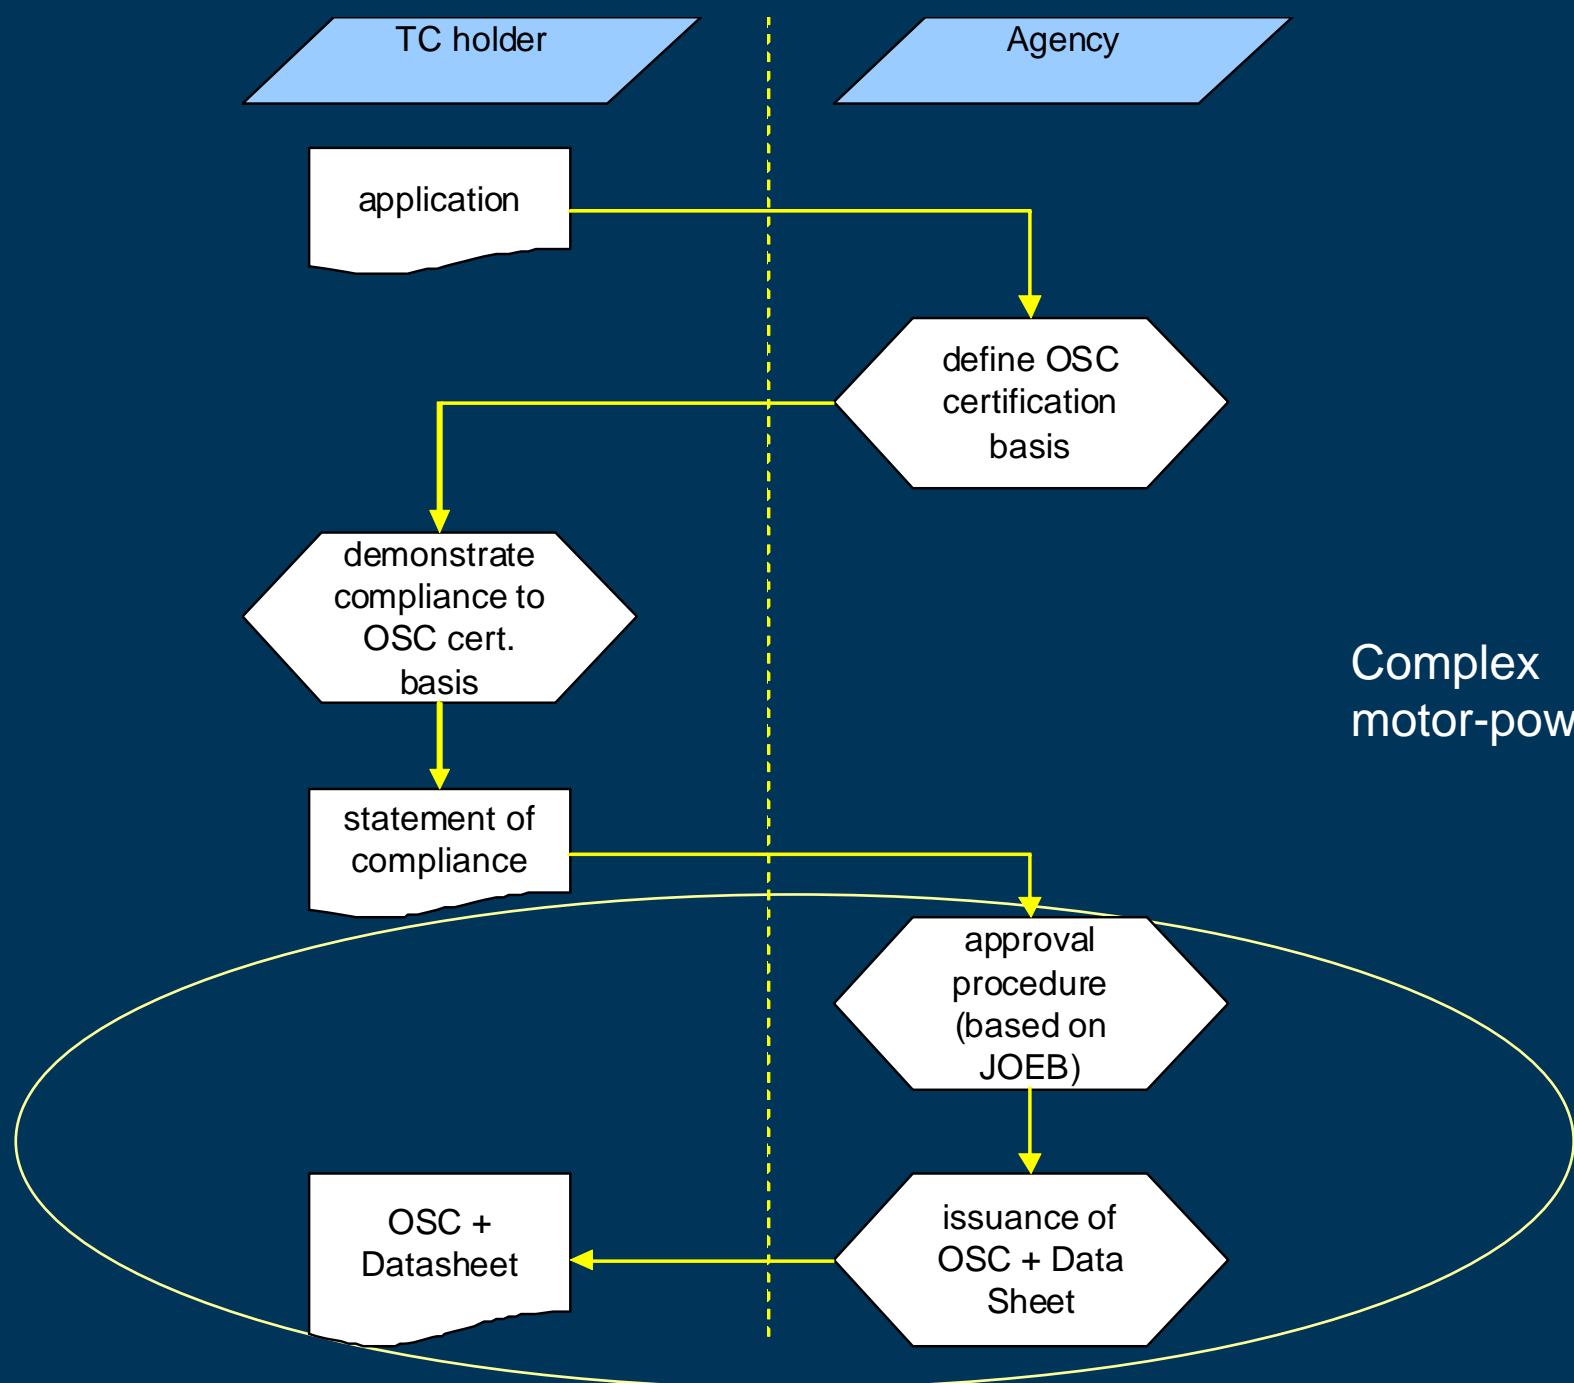 TC holder
Agency
application
define OSC
certification
basis
demonstrate
compliance to
OSC cert.
basis
Complex
statement of
compliance
approval
procedure
(based on
JOEB)
OSC +
Datasheet
issuance of
OSC + Data
Sheet